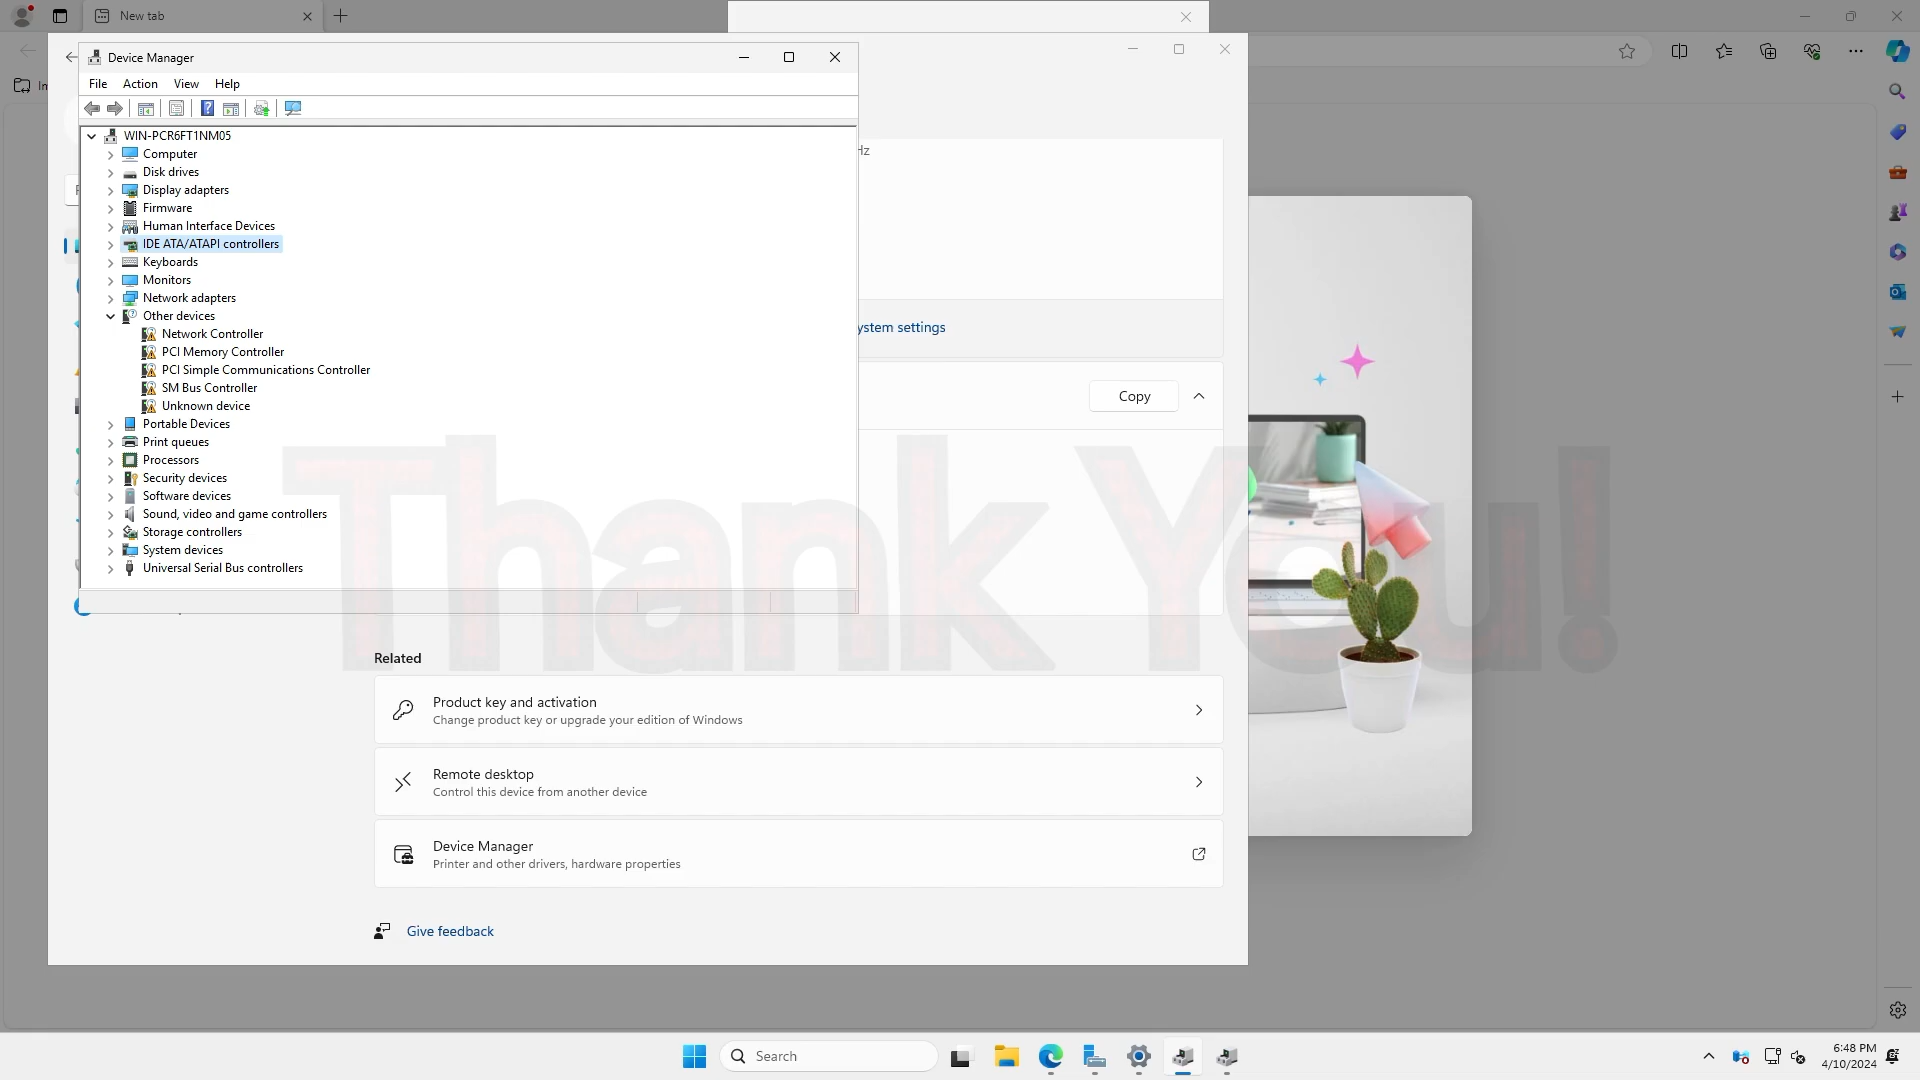 New tab
Im
Device Manager
File Action View Help
WIN-PCR6FT1NM05
Computer
Disk drives
Display adapters
Firmware
Human Interface Devices
IDE ATA/ATAPI controllers
Keyboards
Monitors
Network adapters
Other devices
Network Controller
PCI Memory Controller
PCI Simple Communications Controller
SM Bus Controller
Unknown device
Portable Devices
Print queues
Processors
Security devices
Software devices
Sound, video and game controllers
Storage controllers
System devices
Universal Serial Bus controllers
Hz
ystem settings
Copy
Thank You!
Related
Product key and activation
Change product key or upgrade your edition of Windows
Remote desktop
Control this device from another device
Device Manager
Printer and other drivers, hardware properties
Give feedback
Search
6:48 PM
4/10/2024